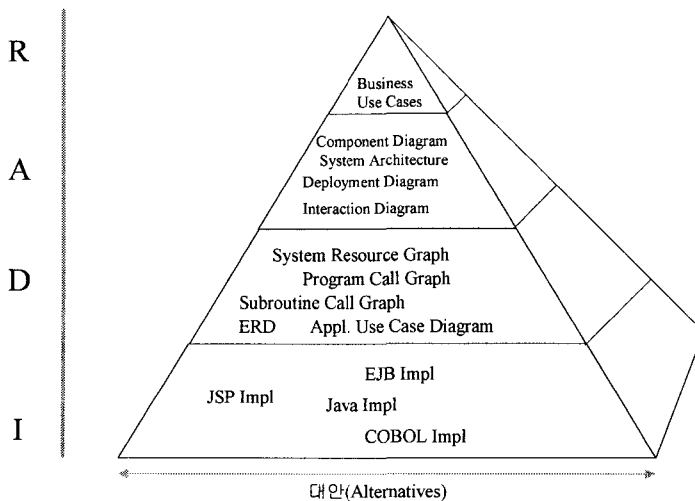 R
Business
Use Cases
A
Component Diagram
System Architecture
Deployment Diagram
Interaction Diagram
D
System Resource Graph
Program Call Graph
Subroutine Call Graph
ERD Appl. Use Case Diagram
I
EJB Impl
JSP Impl
Java Impl
COBOL Impl
대안(Alternatives)